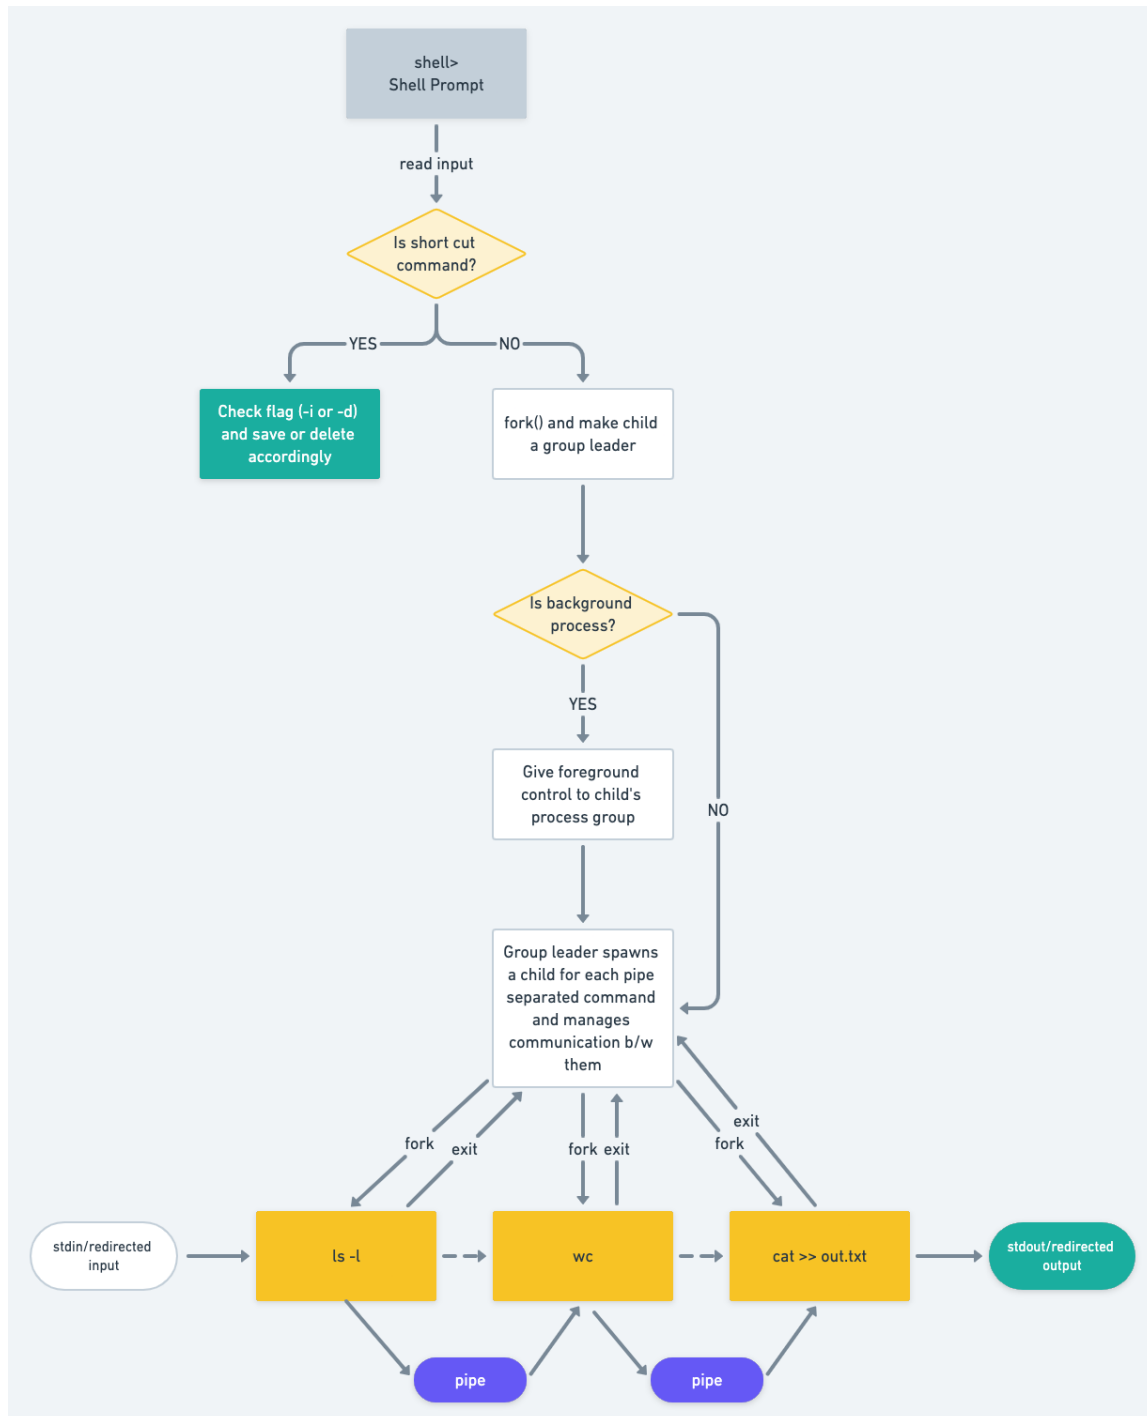 shell>
Shell Prompt
read input
Is short cut
command?
YES
NO
Check flag (-i or -d)
and save or delete
accordingly
fork() and make child
a group leader
Is background
process?
YES
Give foreground
control to child's
process group
NO
Group leader spawns
a child for each pipe
separated command
and manages
communication b/w
them
fork
exit
fork
exit
fork
exit
stdin/redirected
input
ls -l
wc
cat >> out.txt
stdout/redirected
output
pipe
pipe